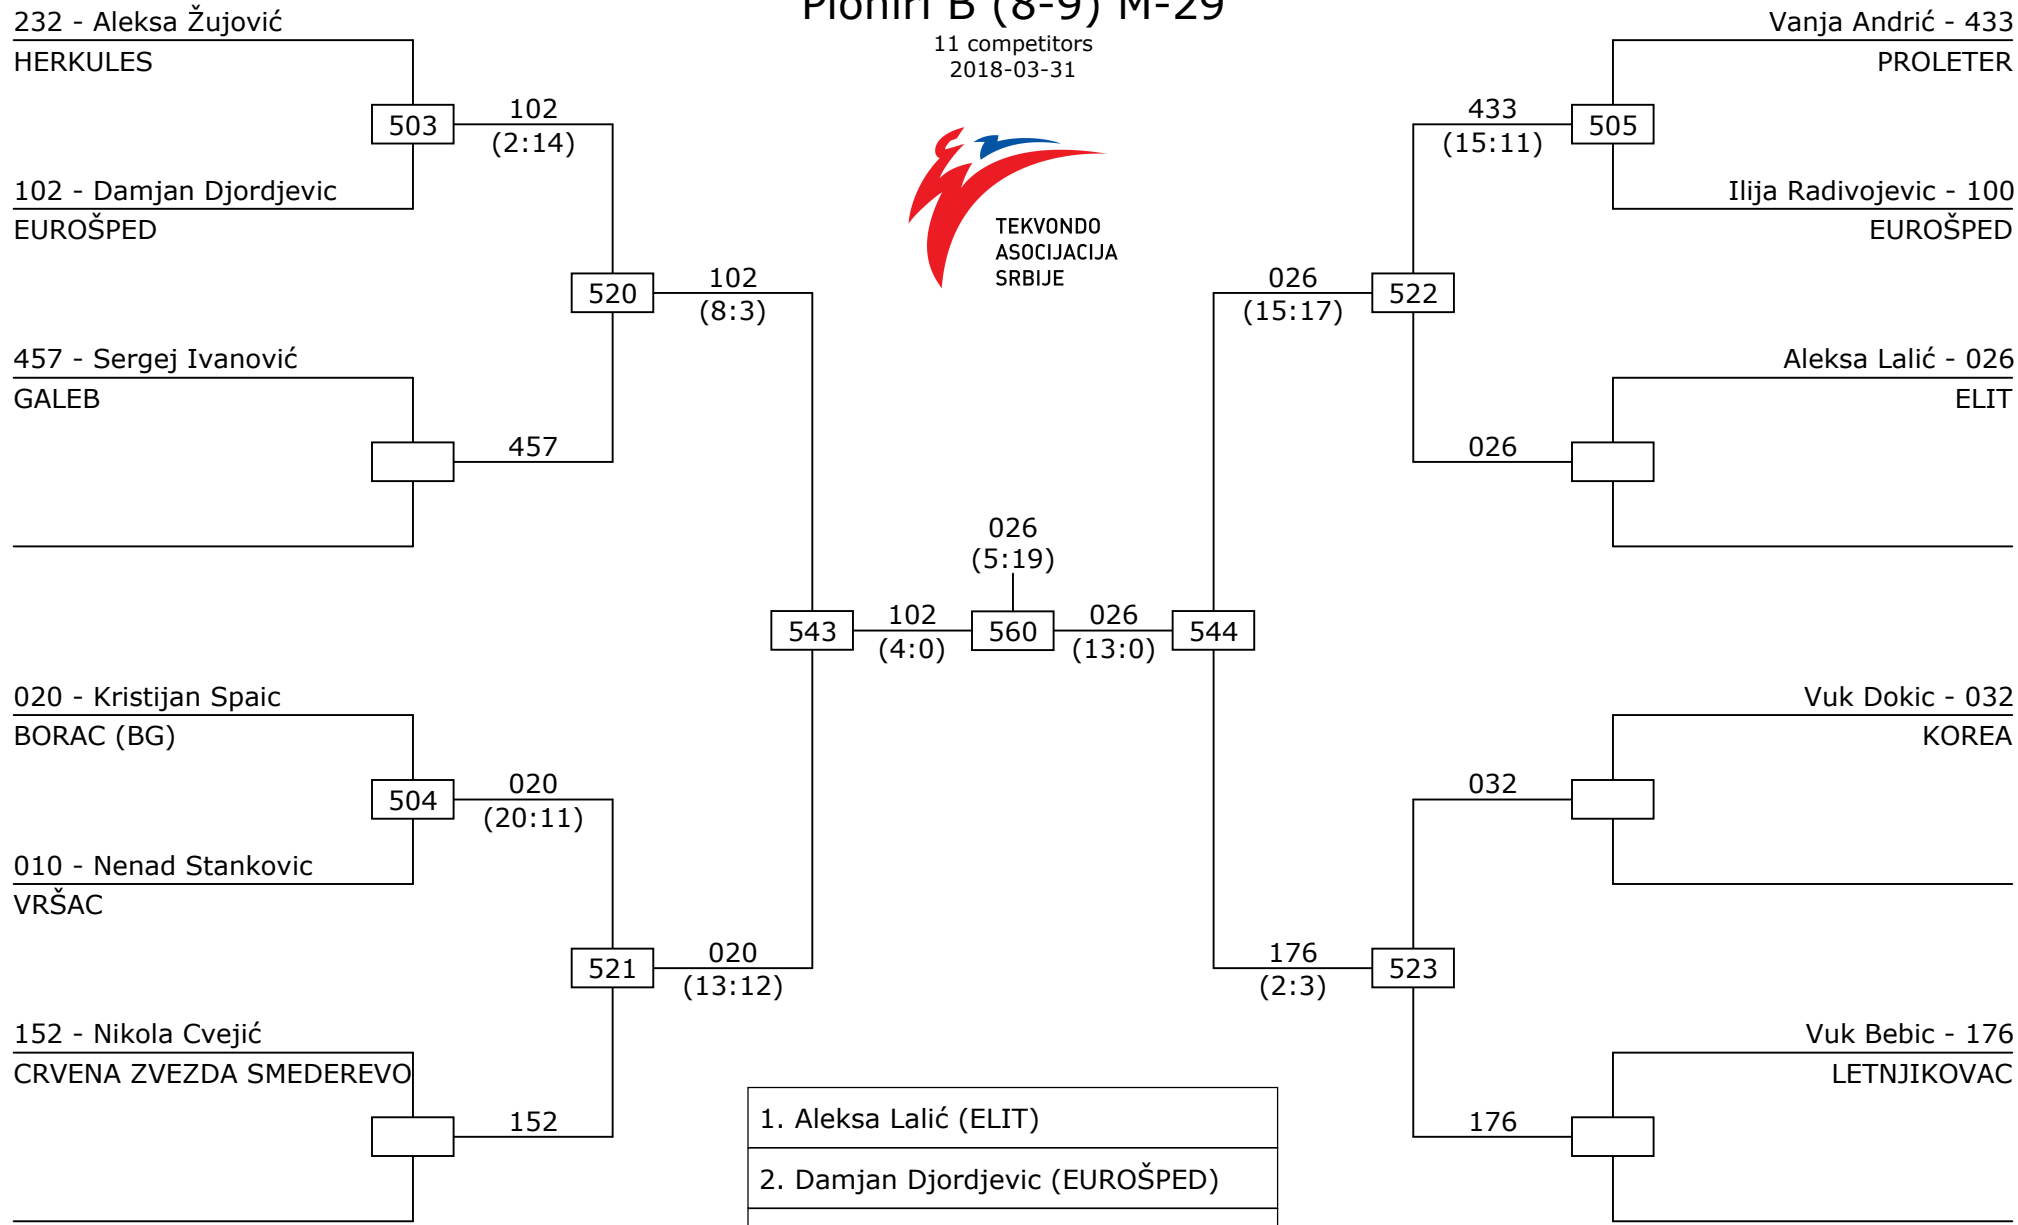 Pioniri B (8-9) M-29
11 competitors
2018-03-31
TEKVONDO
ASOCIJACIJA
SRBIJE
232 - Aleksa Žujović
HERKULES
503
102
(2:14)
102 - Damjan Djordjevic
EUROŠPED
520
102
(8:3)
457 - Sergej Ivanović
GALEB
457
543
102
(4:0)
020 - Kristijan Spaic
BORAC (BG)
504
020
(20:11)
010 - Nenad Stankovic
VRŠAC
521
020
(13:12)
152 - Nikola Cvejić
CRVENA ZVEZDA SMEDEREVO
152
026
(5:19)
560
Vanja Andrić - 433
PROLETER
433
(15:11)
505
Ilija Radivojevic - 100
EUROŠPED
026
(15:17)
522
Aleksa Lalić - 026
ELIT
026
026
(13:0)
544
Vuk Dokic - 032
KOREA
032
176
(2:3)
523
Vuk Bebic - 176
LETNJIKOVAC
176
1. Aleksa Lalić (ELIT)
2. Damjan Djordjevic (EUROŠPED)